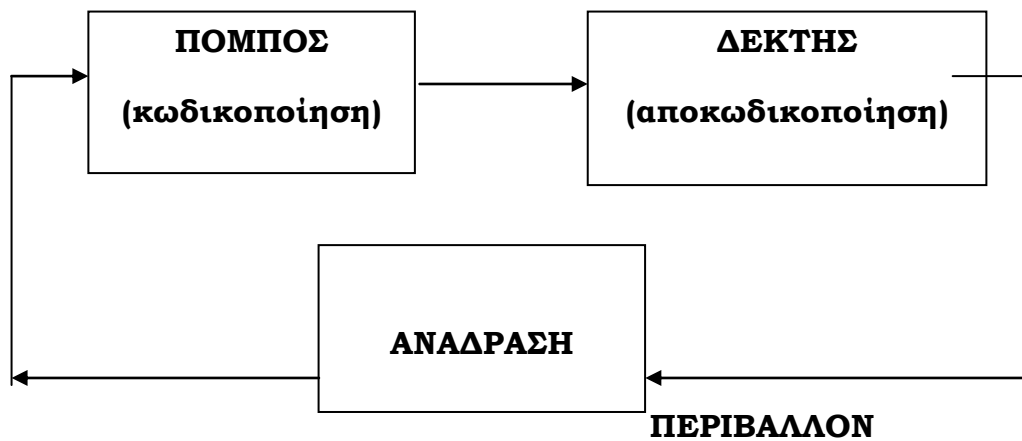 ΠΟΜΠΟΣ
(κωδικοποίηση)
ΔΕΚΤΗΣ
(αποκωδικοποίηση)
ΑΝΑΔΡΑΣΗ
ΠΕΡΙΒΑΛΛΟΝ